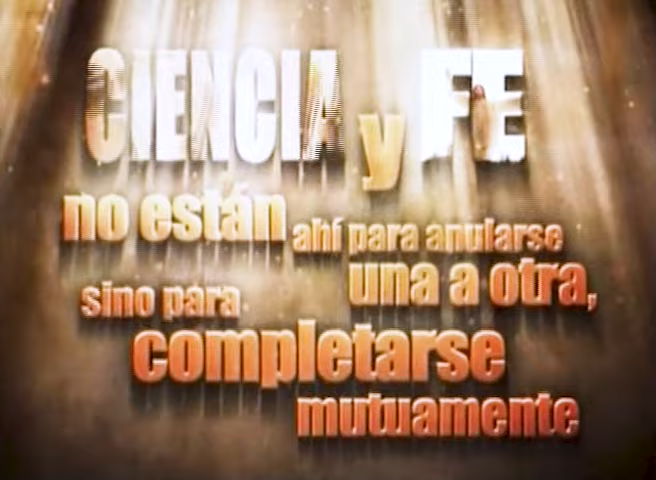 CIENCIA y FE
no están ahí para anularse
una a otra,
sino para
completarse
mutuamente